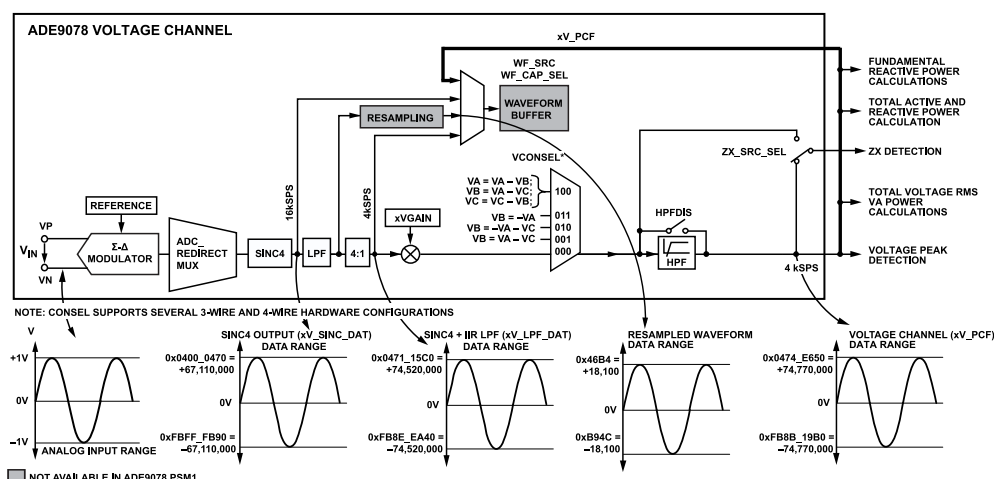 ADE9078 VOLTAGE CHANNEL
xV_PCF
WF_SRC
WF_CAP_SEL
WAVEFORM
BUFFER
RESAMPLING
FUNDAMENTAL
REACTIVE POWER
CALCULATIONS
TOTAL ACTIVE AND
REACTIVE POWER
CALCULATION
ZX_SRC_SEL
ZX DETECTION
TOTAL VOLTAGE RMS
VA POWER
CALCULATIONS
VOLTAGE PEAK
DETECTION
VCONSEL*
VA = VA – VB;
VB = VA – VC;
VC = VC – VB;
100
VB = –VA
011
VB = –VA – VC
010
VB = VA – VC
001
000
16kSPS
4kSPS
REFERENCE
VP
VIN
VN
Σ-Δ
MODULATOR
ADC_
REDIRECT
MUX
SINC4
LPF
4:1
xVGAIN
HPFDIS
HPF
4 kSPS
NOTE: CONSEL SUPPORTS SEVERAL 3-WIRE AND 4-WIRE HARDWARE CONFIGURATIONS
V
+1V
0V
–1V
ANALOG INPUT RANGE
SINC4 OUTPUT (xV_SINC_DAT)
DATA RANGE
0x0400_0470 =
+67,110,000
0V
0xFBFF_FB90 =
–67,110,000
SINC4 + IIR LPF (xV_LPF_DAT)
DATA RANGE
0x0471_15C0 =
+74,520,000
0V
0xFB8E_EA40 =
–74,520,000
RESAMPLED WAVEFORM
DATA RANGE
0x46B4 =
+18,100
0V
0xB94C =
–18,100
VOLTAGE CHANNEL (xV_PCF)
DATA RANGE
0x0474_E650 =
+74,770,000
0V
0xFB8B_19B0 =
–74,770,000
NOT AVAILABLE IN ADE9078 PSM1